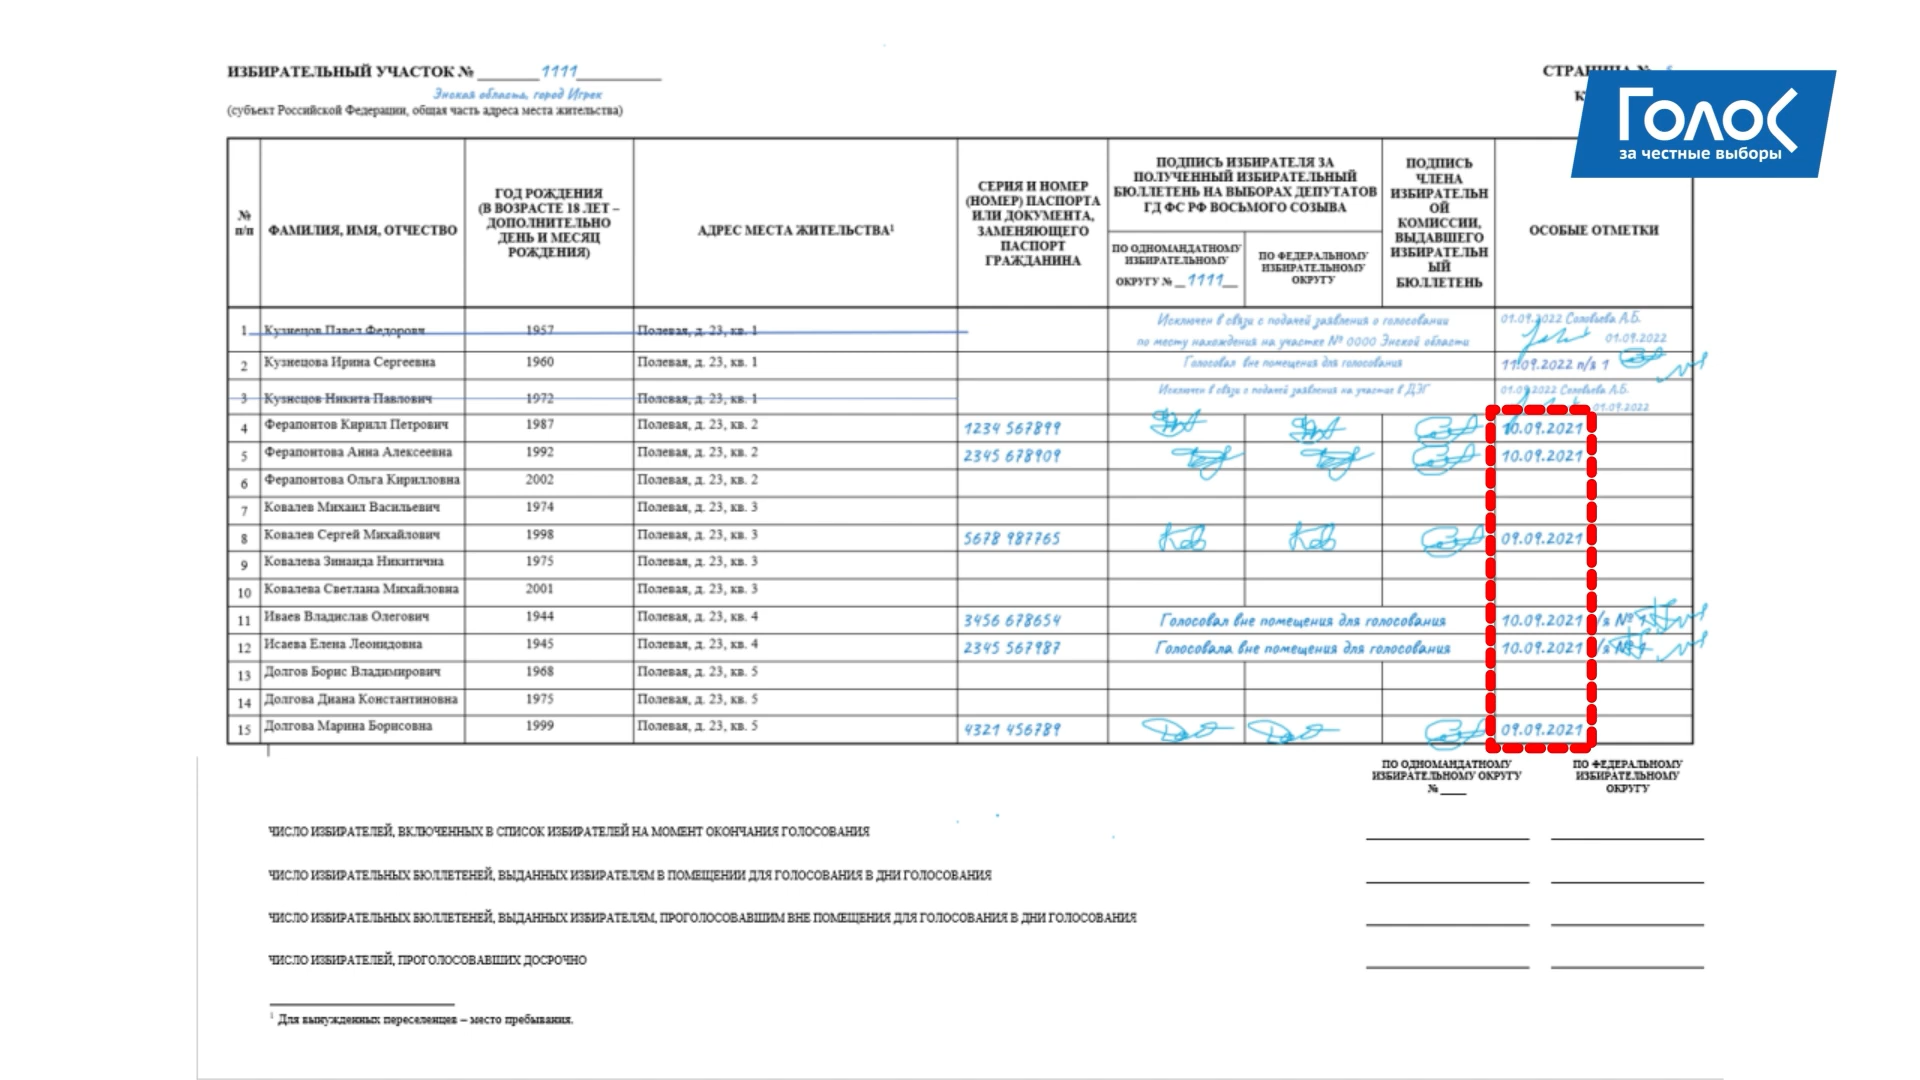 ИЗБИРАТЕЛЬНЫЙ УЧАСТОК № 1111
Энская область, город Игрек
(субъект Российской Федерации, общая часть адреса места жительства)
ГОЛОС
за честные выборы
№ п/п
ФАМИЛИЯ, ИМЯ, ОТЧЕСТВО
ГОД РОЖДЕНИЯ
(В ВОЗРАСТЕ 18 ЛЕТ –
ДОПОЛНИТЕЛЬНО
ДЕНЬ И МЕСЯЦ
РОЖДЕНИЯ)
АДРЕС МЕСТА ЖИТЕЛЬСТВА1
СЕРИЯ И НОМЕР
(НОМЕР) ПАСПОРТА
ИЛИ ДОКУМЕНТА,
ЗАМЕНЯЮЩЕГО
ПАСПОРТ
ГРАЖДАНИНА
ПОДПИСЬ ИЗБИРАТЕЛЯ ЗА
ПОЛУЧЕННЫЙ ИЗБИРАТЕЛЬНЫЙ
БЮЛЛЕТЕНЬ НА ВЫБОРАХ ДЕПУТАТОВ
ГД ФС РФ ВОСЬМОГО СОЗЫВА
ПО ОДНОМАНДАТНОМУ
ИЗБИРАТЕЛЬНОМУ
ОКРУГУ № 1111
ПО ФЕДЕРАЛЬНОМУ
ИЗБИРАТЕЛЬНОМУ
ОКРУГУ
ПОДПИСЬ
ЧЛЕНА
ИЗБИРАТЕЛЬН
ОЙ
КОМИССИИ,
ВЫДАВШЕГО
ИЗБИРАТЕЛЬН
ЫЙ
БЮЛЛЕТЕНЬ
ОСОБЫЕ ОТМЕТКИ
1 Кузнецов Павел Федорович 1957 Полевая, д. 23, кв. 1
Исключен в связи с подачей заявления о голосовании
по месту нахождения на участке № 0000 Энской области
01.09.2022 Соловьева А.Б.
01.09.2022
2 Кузнецова Ирина Сергеевна 1960 Полевая, д. 23, кв. 1 Голосовал вне помещения для голосования 11.09.2022 п/я 1
3 Кузнецов Никита Павлович 1972 Полевая, д. 23, кв. 1 Исключен в связи с подачей заявления на участие в ДЭГ 01.09.2022 Соловьева А.Б.
01.09.2022
4 Ферапонтов Кирилл Петрович 1987 Полевая, д. 23, кв. 2 1234 567899 10.09.2021
5 Ферапонтова Анна Алексеевна 1992 Полевая, д. 23, кв. 2 2345 678909 10.09.2021
6 Ферапонтова Ольга Кирилловна 2002 Полевая, д. 23, кв. 2
7 Ковалев Михаил Васильевич 1974 Полевая, д. 23, кв. 3
8 Ковалев Сергей Михайлович 1998 Полевая, д. 23, кв. 3 5678 987765 09.09.2021
9 Ковалева Зинаида Никитична 1975 Полевая, д. 23, кв. 3
10 Ковалева Светлана Михайловна 2001 Полевая, д. 23, кв. 3
11 Иваев Владислав Олегович 1944 Полевая, д. 23, кв. 4 3456 678654 Голосовал вне помещения для голосования 10.09.2021
12 Исаева Елена Леонидовна 1945 Полевая, д. 23, кв. 4 2345 567987 Голосовала вне помещения для голосования 10.09.2021
13 Долгов Борис Владимирович 1968 Полевая, д. 23, кв. 5
14 Долгова Диана Константиновна 1975 Полевая, д. 23, кв. 5
15 Долгова Марина Борисовна 1999 Полевая, д. 23, кв. 5 4321 456789 09.09.2021
ПО ОДНОМАНДАТНОМУ
ИЗБИРАТЕЛЬНОМУ ОКРУГУ
№ ____
ПО ФЕДЕРАЛЬНОМУ
ИЗБИРАТЕЛЬНОМУ
ОКРУГУ
ЧИСЛО ИЗБИРАТЕЛЕЙ, ВКЛЮЧЕННЫХ В СПИСОК ИЗБИРАТЕЛЕЙ НА МОМЕНТ ОКОНЧАНИЯ ГОЛОСОВАНИЯ
ЧИСЛО ИЗБИРАТЕЛЬНЫХ БЮЛЛЕТЕНЕЙ, ВЫДАННЫХ ИЗБИРАТЕЛЯМ В ПОМЕЩЕНИИ ДЛЯ ГОЛОСОВАНИЯ В ДНИ ГОЛОСОВАНИЯ
ЧИСЛО ИЗБИРАТЕЛЬНЫХ БЮЛЛЕТЕНЕЙ, ВЫДАННЫХ ИЗБИРАТЕЛЯМ, ПРОГОЛОСОВАВШИМ ВНЕ ПОМЕЩЕНИЯ ДЛЯ ГОЛОСОВАНИЯ В ДНИ ГОЛОСОВАНИЯ
ЧИСЛО ИЗБИРАТЕЛЕЙ, ПРОГОЛОСОВАВШИХ ДОСРОЧНО
1 Для вынужденных переселенцев – место пребывания.